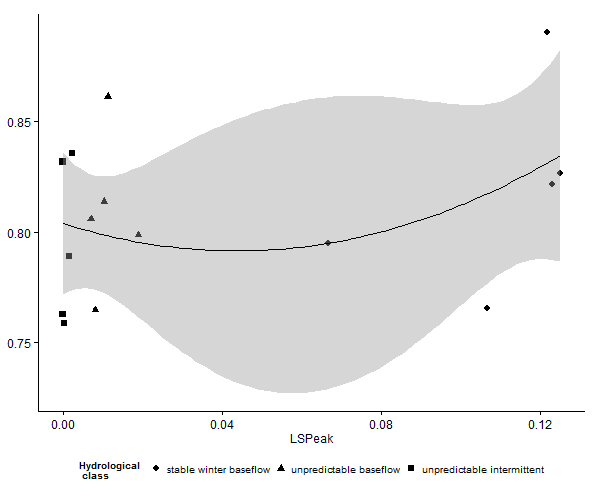 0.85
0.80
0.75
0.00 0.04 0.08 0.12
LSPeak
Hydrological
class
stable winter baseflow unpredictable baseflow unpredictable intermittent